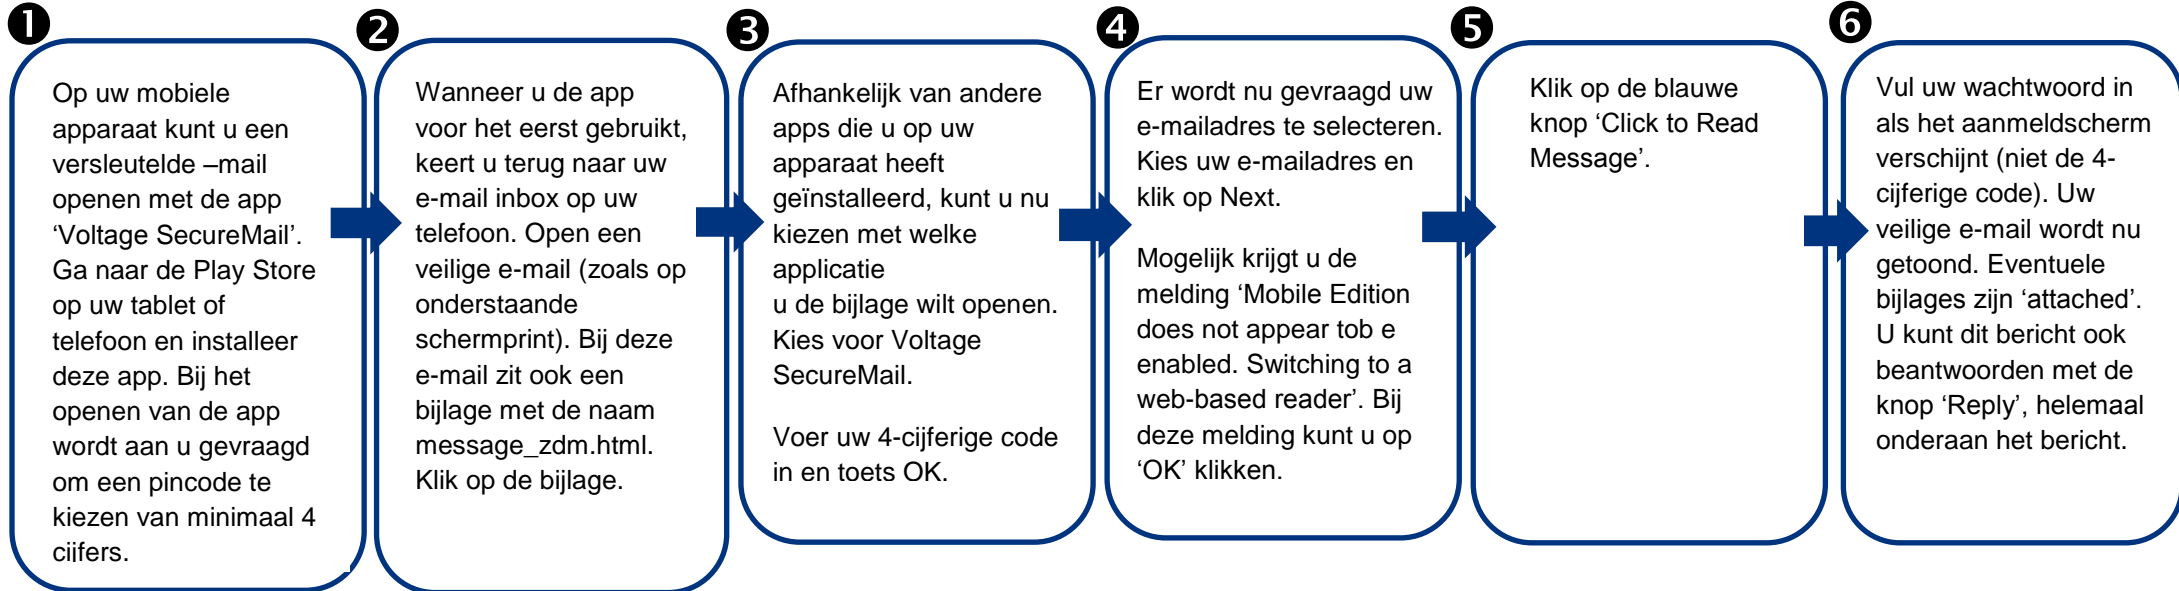 1
Op uw mobiele
apparaat kunt u een
versleutelde –mail
openen met de app
‘Voltage SecureMail’.
Ga naar de Play Store
op uw tablet of
telefoon en installeer
deze app. Bij het
openen van de app
wordt aan u gevraagd
om een pincode te
kiezen van minimaal 4
cijfers.
2
Wanneer u de app
voor het eerst gebruikt,
keert u terug naar uw
e-mail inbox op uw
telefoon. Open een
veilige e-mail (zoals op
onderstaande
schermprint). Bij deze
e-mail zit ook een
bijlage met de naam
message_zdm.html.
Klik op de bijlage.
3
Afhankelijk van andere
apps die u op uw
apparaat heeft
geïnstalleerd, kunt u nu
kiezen met welke
applicatie
u de bijlage wilt openen.
Kies voor Voltage
SecureMail.
Voer uw 4-cijferige code
in en toets OK.
4
Er wordt nu gevraagd uw
e-mailadres te selecteren.
Kies uw e-mailadres en
klik op Next.
Mogelijk krijgt u de
melding ‘Mobile Edition
does not appear tob e
enabled. Switching to a
web-based reader’. Bij
deze melding kunt u op
‘OK’ klikken.
5
Klik op de blauwe
knop ‘Click to Read
Message’.
6
Vul uw wachtwoord in
als het aanmeldscherm
verschijnt (niet de 4-
cijferige code). Uw
veilige e-mail wordt nu
getoond. Eventuele
bijlages zijn ‘attached’.
U kunt dit bericht ook
beantwoorden met de
knop ‘Reply’, helemaal
onderaan het bericht.